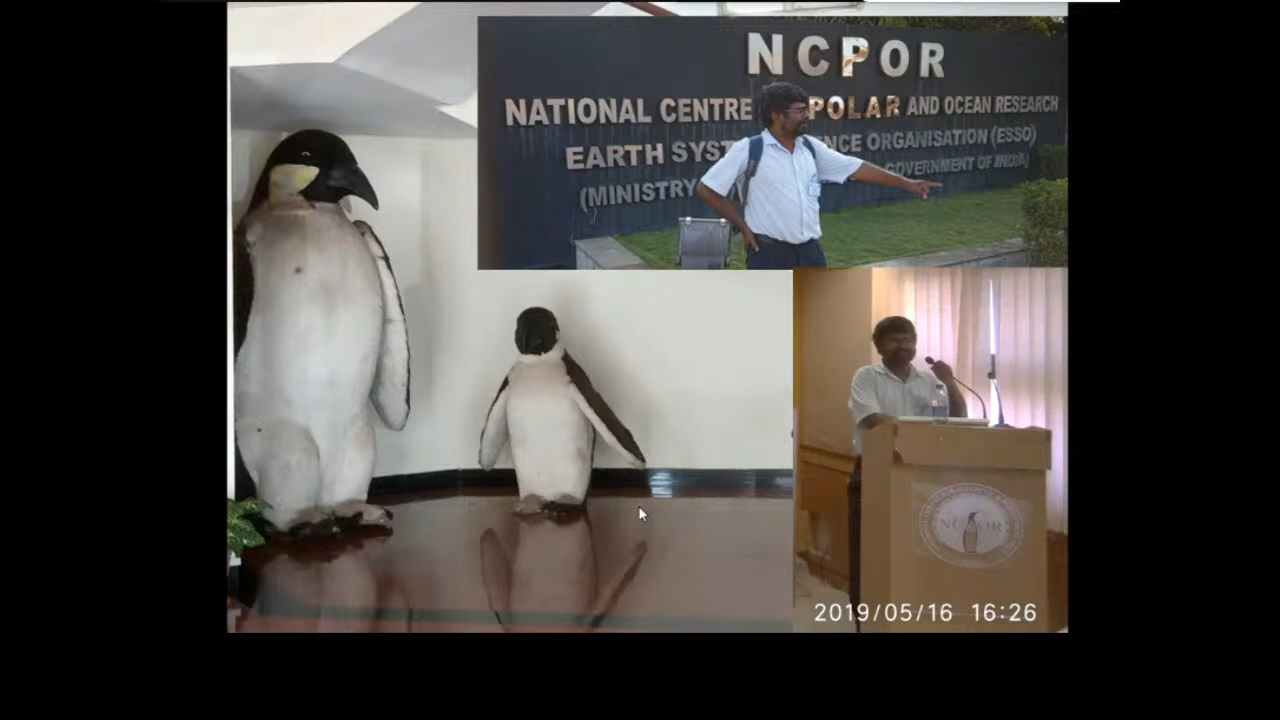 NCPOR
NATIONAL CENTRE POLAR AND OCEAN RESEARCH
EARTH SYST ENCE ORGANISATION (ESSO)
(MINISTRY GOVERNMENT OF INDIA)
NCPOR
2019/05/16 16:26